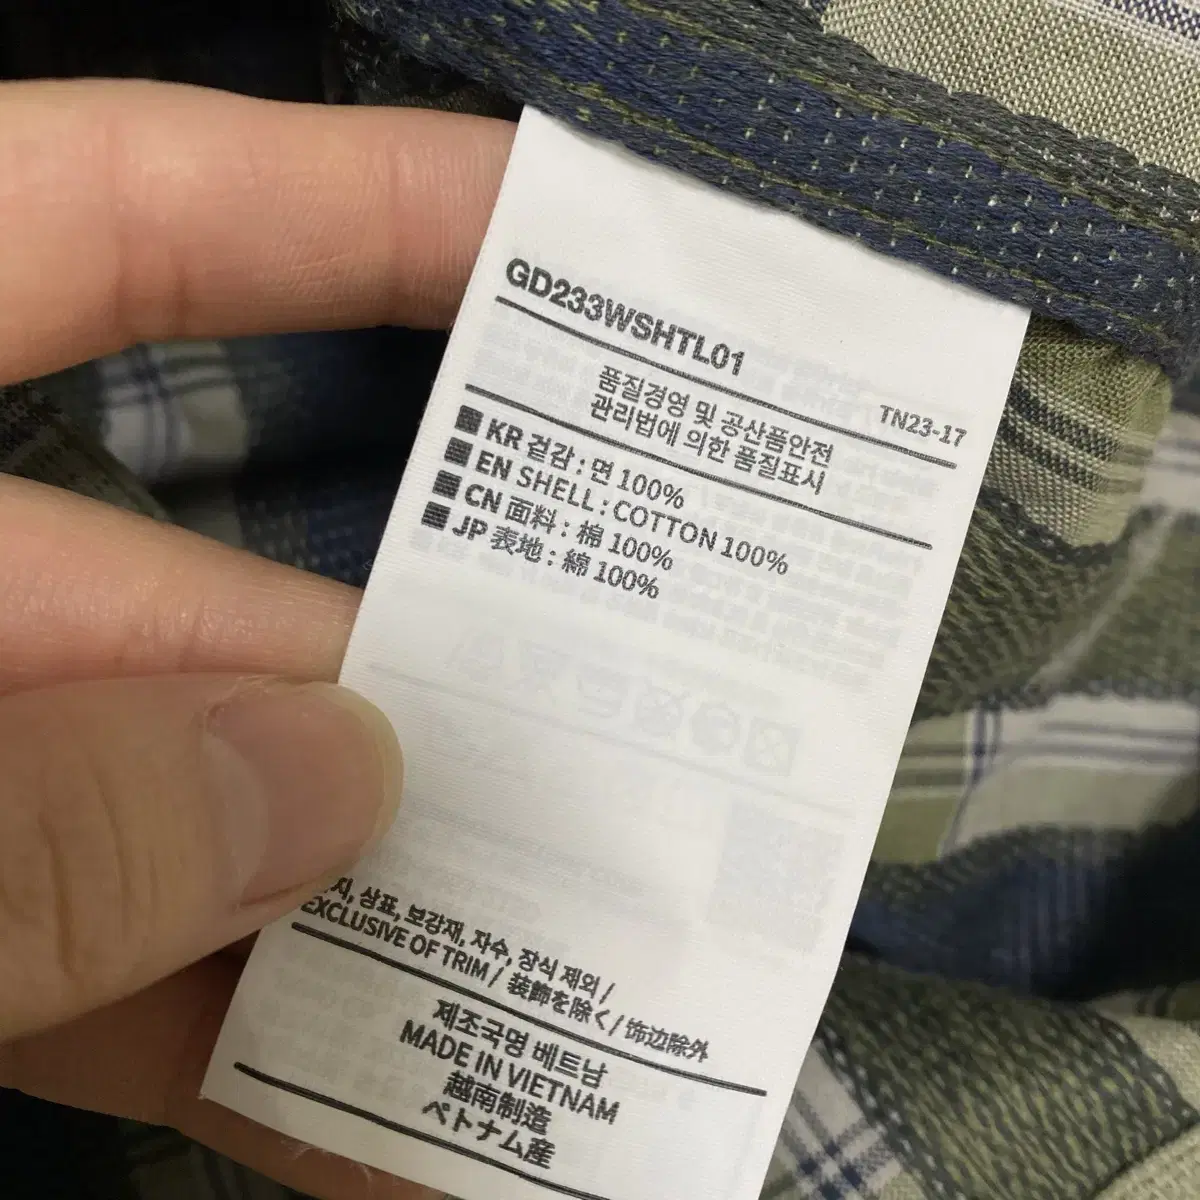 GD233WSHTL01
TN23-17
품질경영 및 공산품안전
관리법에 의한 품질표시
KR 겉감 : 면 100%
EN SHELL : COTTON 100%
CN 面料 : 棉 100%
JP 表地 : 綿 100%
상표, 보강재, 자수, 장식 제외 /
EXCLUSIVE OF TRIM / 装飾を除く / 饰边除外
제조국명 베트남
MADE IN VIETNAM
越南制造
ベトナム産